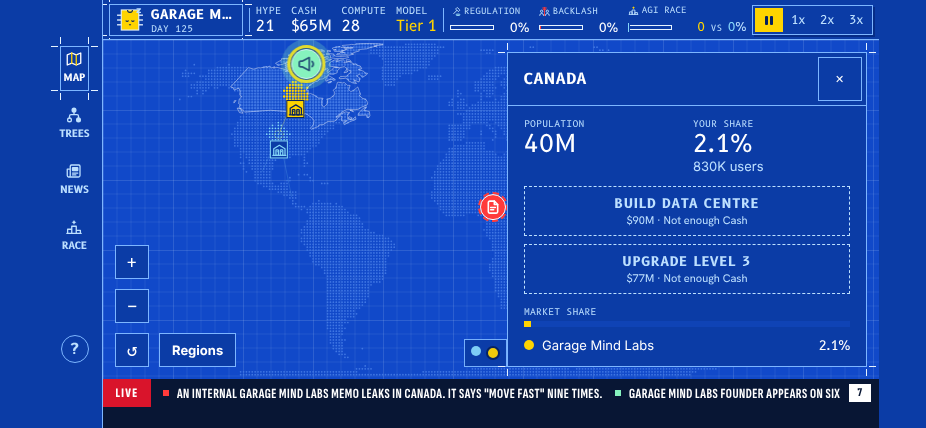 GARAGE M...
DAY 125
HYPE
21
CASH
$65M
COMPUTE
28
MODEL
Tier 1
REGULATION
0%
BACKLASH
0%
AGI RACE
0 VS 0%
1x
2x
3x
MAP
TREES
NEWS
RACE
?
+
−
↺
Regions
CANADA
×
POPULATION
40M
YOUR SHARE
2.1%
830K users
BUILD DATA CENTRE
$90M · Not enough Cash
UPGRADE LEVEL 3
$77M · Not enough Cash
MARKET SHARE
Garage Mind Labs 2.1%
LIVE
AN INTERNAL GARAGE MIND LABS MEMO LEAKS IN CANADA. IT SAYS "MOVE FAST" NINE TIMES. GARAGE MIND LABS FOUNDER APPEARS ON SIX
7